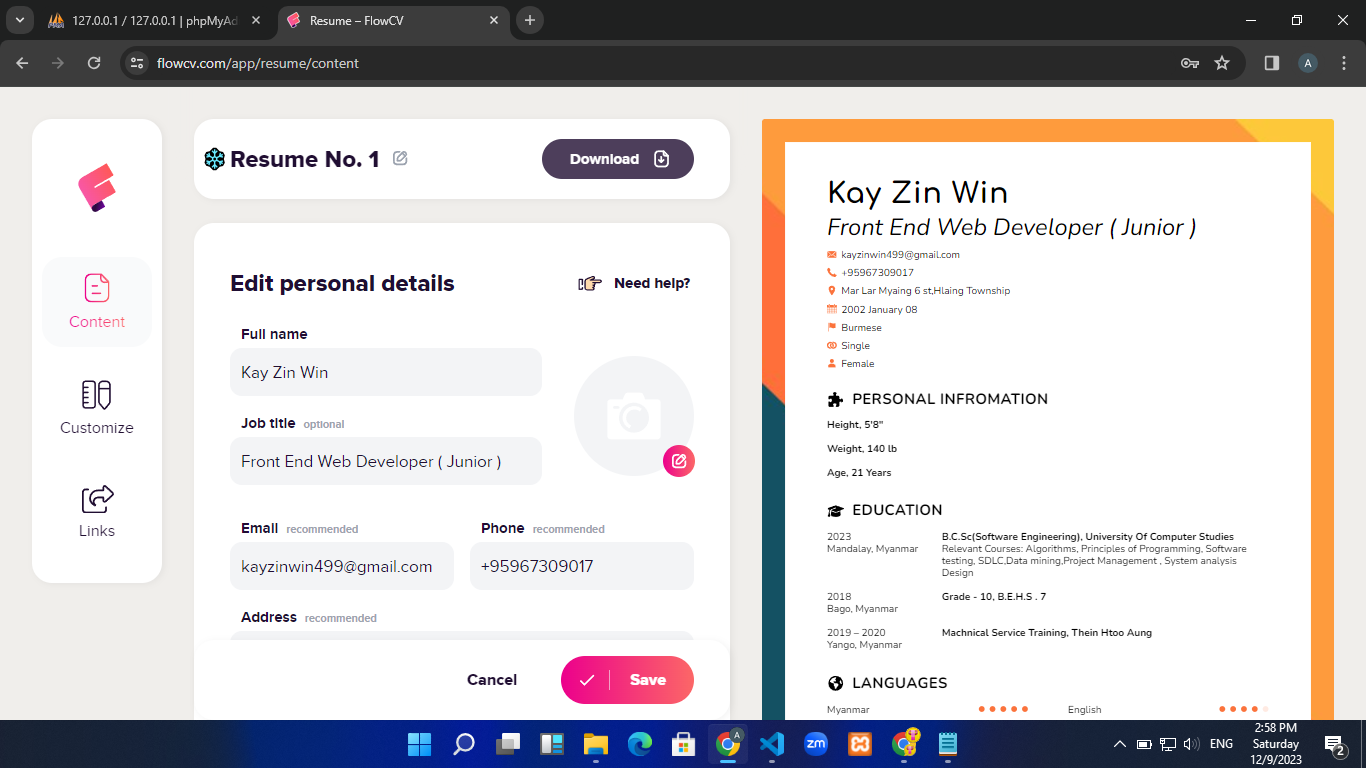 127.0.0.1 / 127.0.0.1 | phpMyAd
Resume – FlowCV
flowcv.com/app/resume/content
A
Content
Customize
Links
Resume No. 1
Download
Edit personal details
Need help?
Full name
Kay Zin Win
Job title optional
Front End Web Developer ( Junior )
Email recommended
kayzinwin499@gmail.com
Phone recommended
+95967309017
Address recommended
Cancel
Save
Kay Zin Win
Front End Web Developer ( Junior )
kayzinwin499@gmail.com
+95967309017
Mar Lar Myaing 6 st,Hlaing Township
2002 January 08
Burmese
Single
Female
PERSONAL INFROMATION
Height, 5'8"
Weight, 140 lb
Age, 21 Years
EDUCATION
2023
Mandalay, Myanmar
B.C.Sc(Software Engineering), University Of Computer Studies
Relevant Courses: Algorithms, Principles of Programming, Software
testing, SDLC,Data mining,Project Management , System analysis
Design
2018
Bago, Myanmar
Grade - 10, B.E.H.S . 7
2019 – 2020
Yango, Myanmar
Machnical Service Training, Thein Htoo Aung
LANGUAGES
Myanmar
English
A
zm
ENG
2:58 PM
Saturday
12/9/2023
2